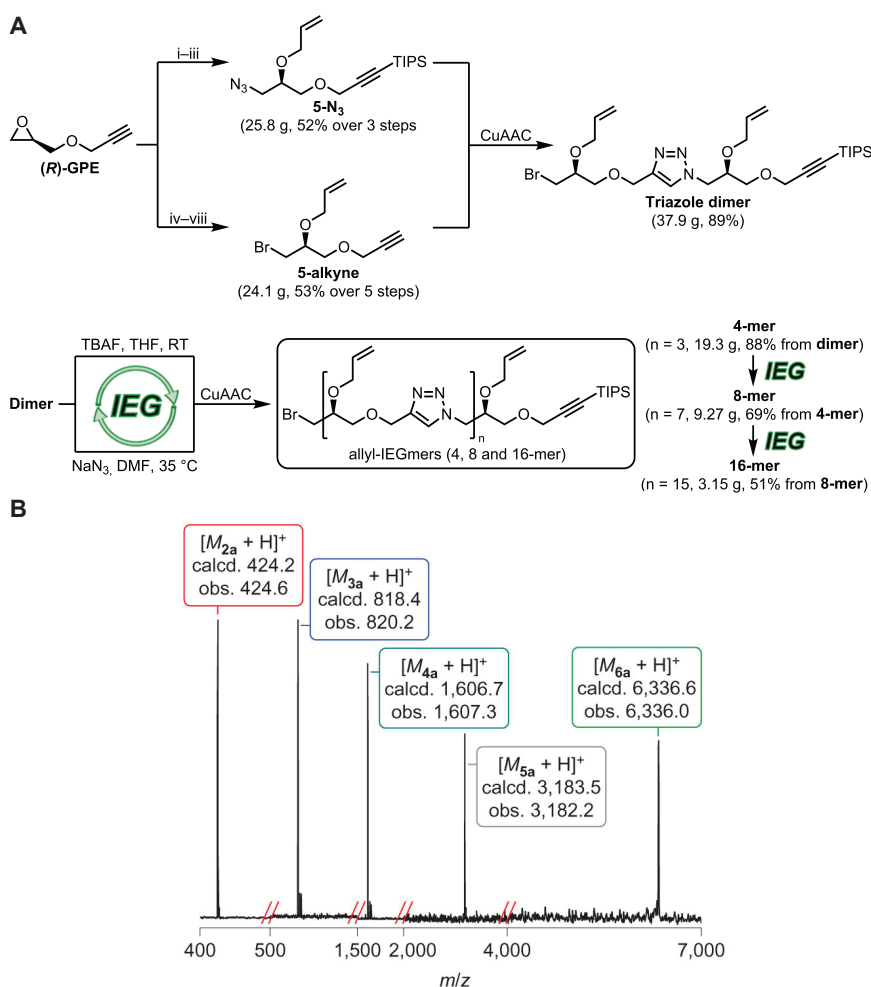 A
i–iii
TIPS
O
N3
O
5-N3
(25.8 g, 52% over 3 steps
O
O
(R)-GPE
CuAAC
iv–viii
O
Br
O
5-alkyne
(24.1 g, 53% over 5 steps)
O
Br
O
N N
N
O
O
TIPS
Triazole dimer
(37.9 g, 89%)
TBAF, THF, RT
Dimer
IEG
CuAAC
NaN3, DMF, 35 °C
O
Br
O
N N
N
n
O
O
TIPS
allyl-IEGmers (4, 8 and 16-mer)
4-mer
(n = 3, 19.3 g, 88% from dimer)
IEG
8-mer
(n = 7, 9.27 g, 69% from 4-mer)
IEG
16-mer
(n = 15, 3.15 g, 51% from 8-mer)
B
[M2a + H]+
calcd. 424.2
obs. 424.6
[M3a + H]+
calcd. 818.4
obs. 820.2
[M4a + H]+
calcd. 1,606.7
obs. 1,607.3
[M5a + H]+
calcd. 3,183.5
obs. 3,182.2
[M6a + H]+
calcd. 6,336.6
obs. 6,336.0
400 500 1,500 2,000 4,000 7,000
m/z